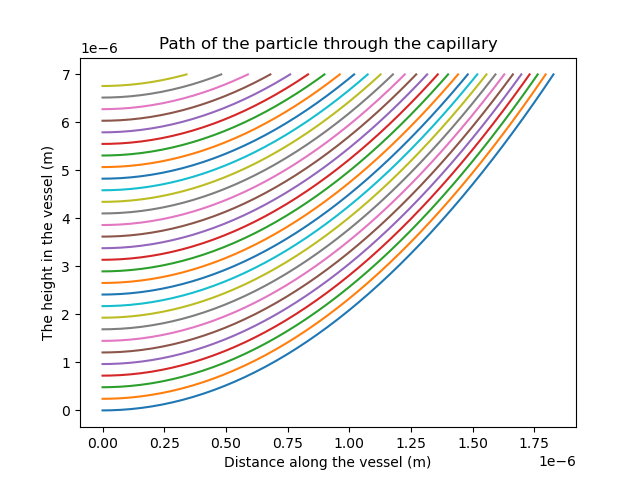 Path of the particle through the capillary
1e−6
7
6
5
4
3
2
1
0
The height in the vessel (m)
0.00 0.25 0.50 0.75 1.00 1.25 1.50 1.75
Distance along the vessel (m)
1e−6